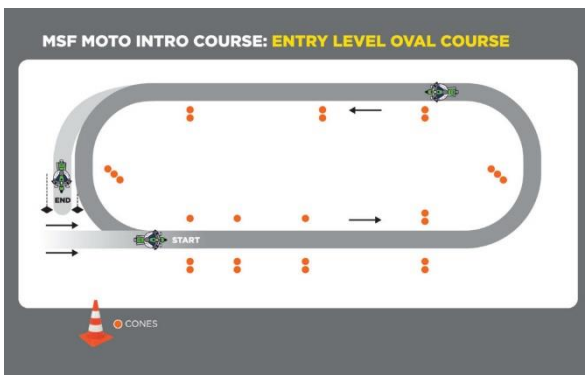 MSF MOTO INTRO COURSE: ENTRY LEVEL OVAL COURSE
END
START
CONES